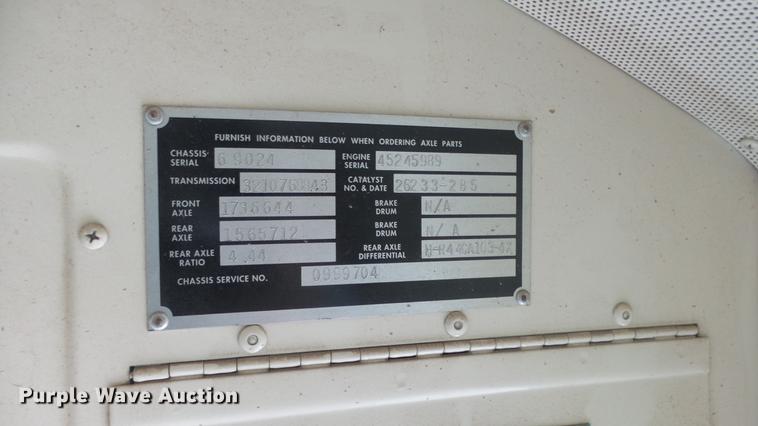 FURNISH INFORMATION BELOW WHEN ORDERING AXLE PARTS
CHASSIS SERIAL 69024 ENGINE SERIAL 45245989
TRANSMISSION CATALYST NO. & DATE 26233-285
FRONT AXLE 1736644 BRAKE DRUM N/A
REAR AXLE 1565712 BRAKE DRUM N/A
REAR AXLE RATIO 4.44 REAR AXLE DIFFERENTIAL
CHASSIS SERVICE NO. 0999704
Purple Wave Auction